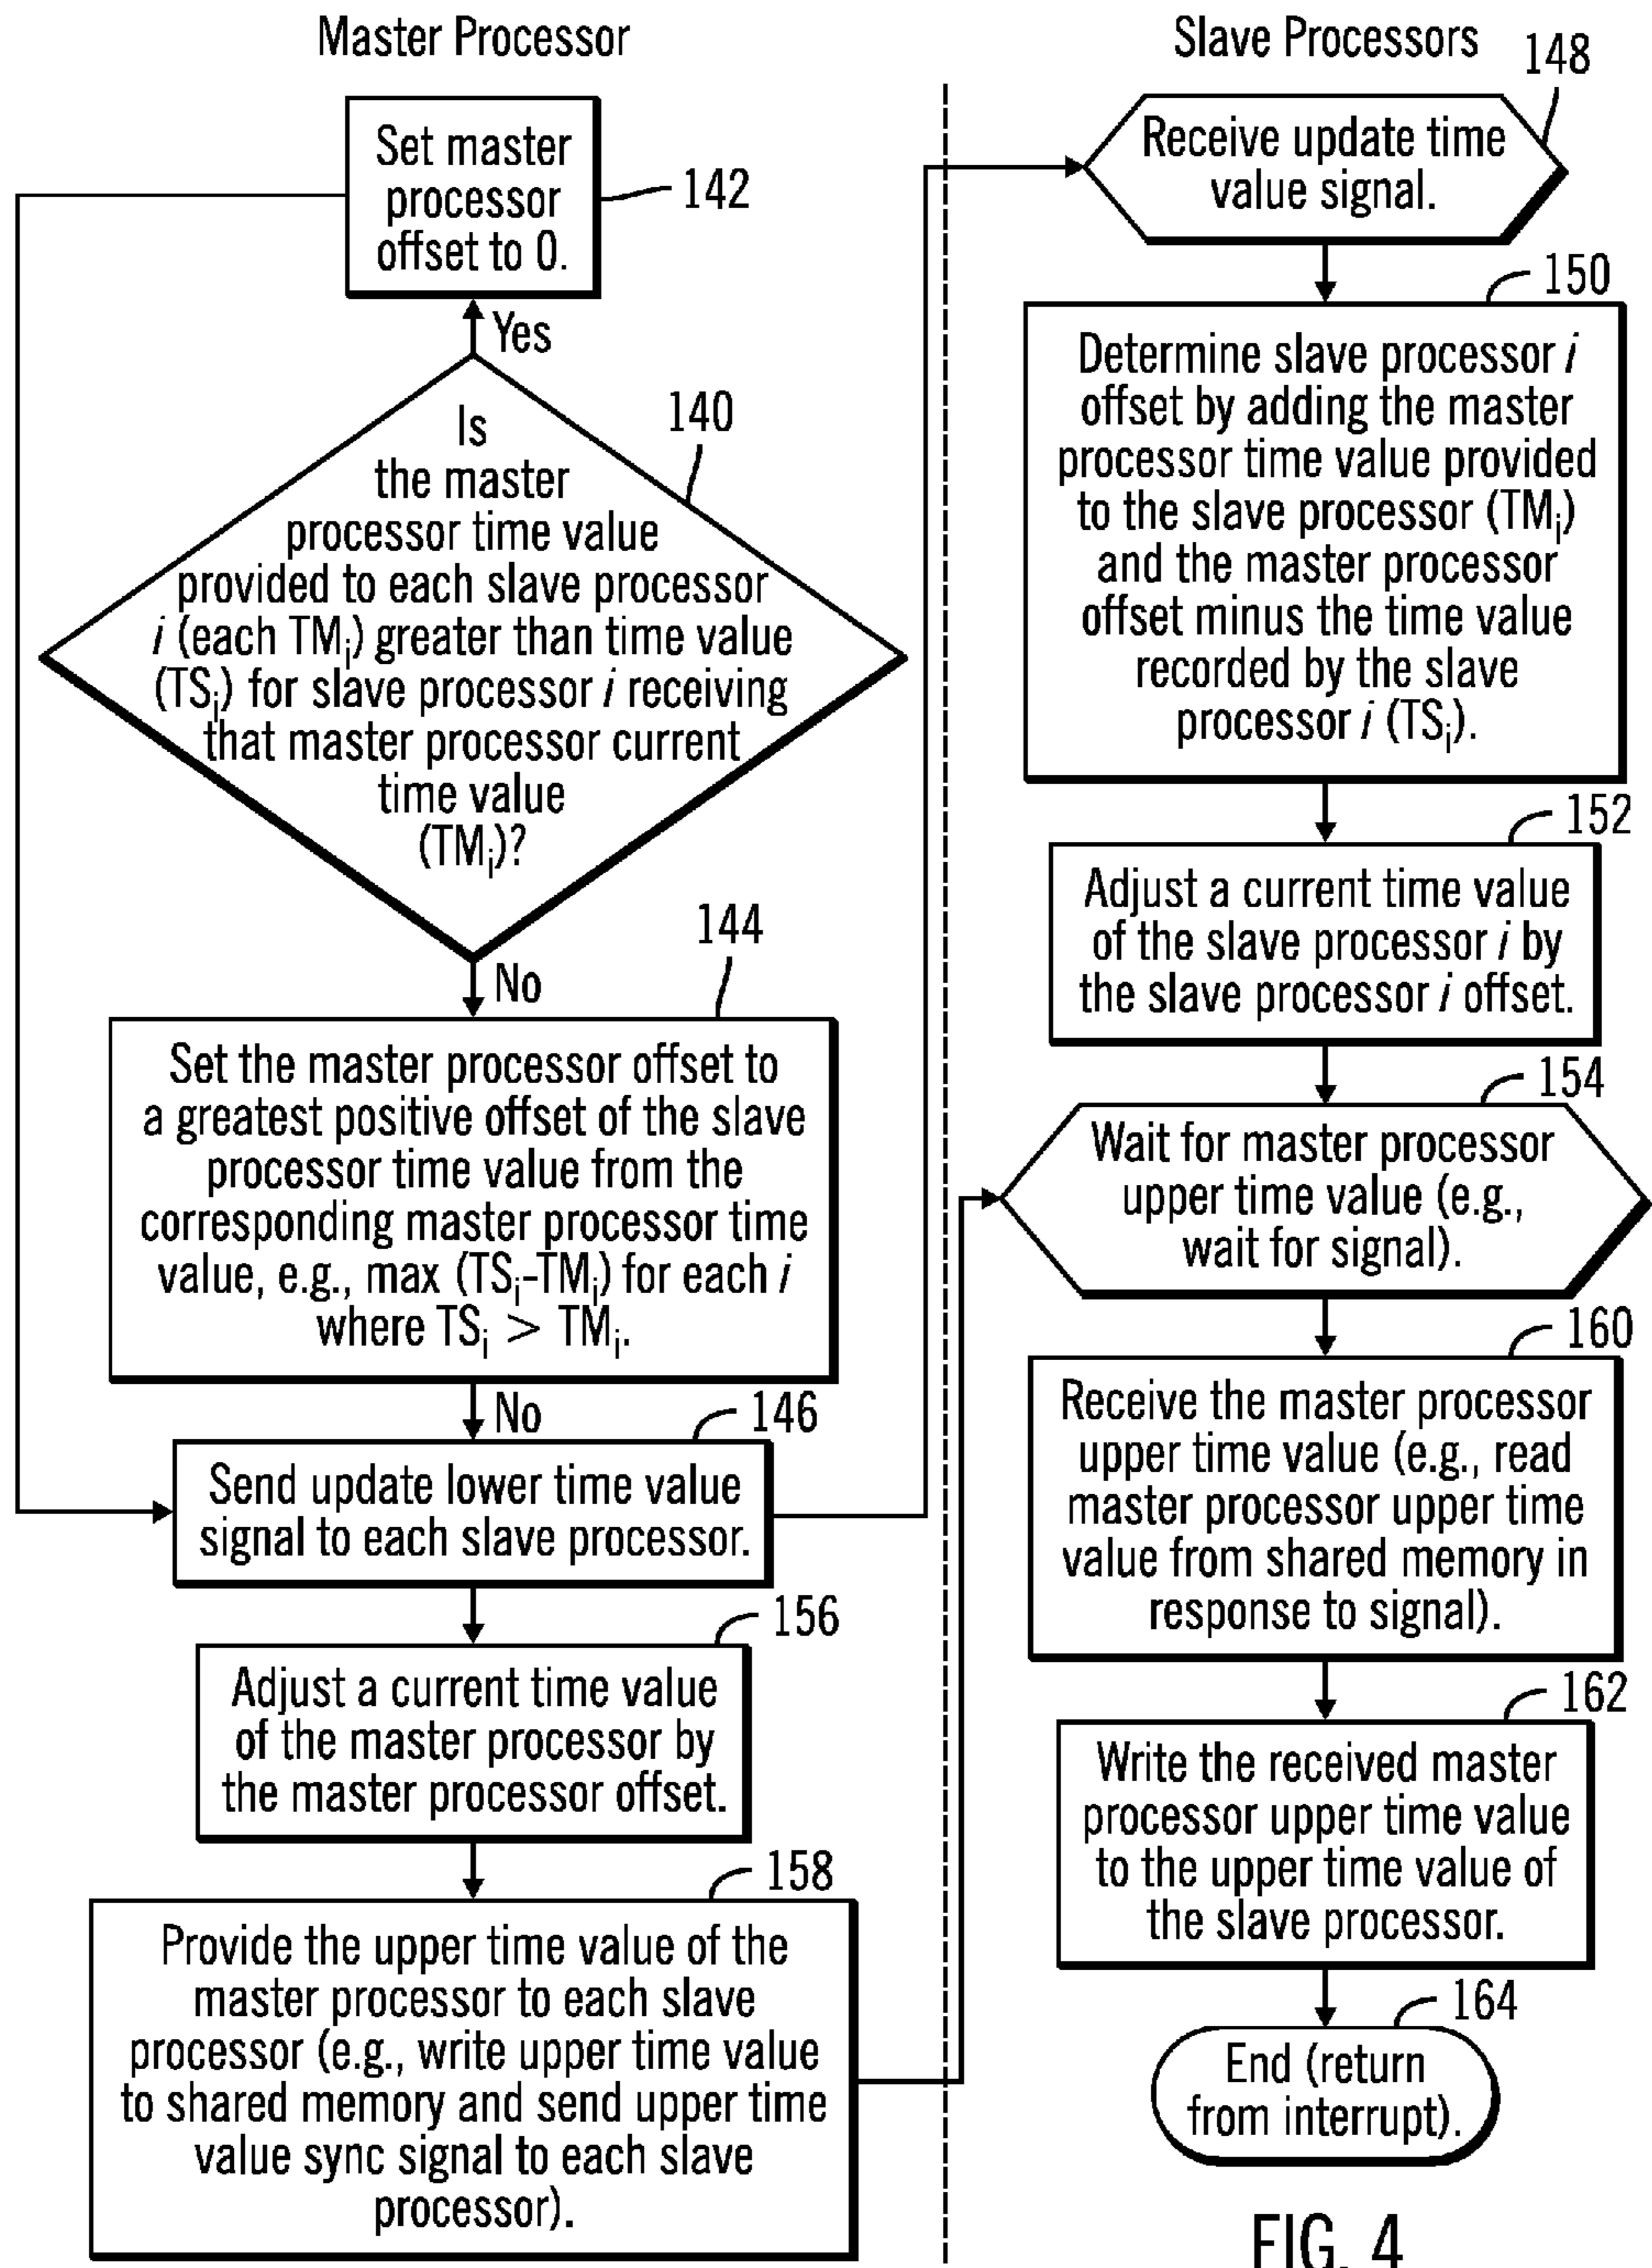 Master Processor
Set master
processor
offset to 0.
142
Yes
140
Is
the master
processor time value
provided to each slave processor
i (each TMi) greater than time value
(TSi) for slave processor i receiving
that master processor current
time value
(TMi)?
No
144
Set the master processor offset to
a greatest positive offset of the slave
processor time value from the
corresponding master processor time
value, e.g., max (TSi-TMi) for each i
where TSi > TMi.
No
146
Send update lower time value
signal to each slave processor.
156
Adjust a current time value
of the master processor by
the master processor offset.
158
Provide the upper time value of the
master processor to each slave
processor (e.g., write upper time value
to shared memory and send upper time
value sync signal to each slave
processor).
Slave Processors
148
Receive update time
value signal.
150
Determine slave processor i
offset by adding the master
processor time value provided
to the slave processor (TMi)
and the master processor
offset minus the time value
recorded by the slave
processor i (TSi).
152
Adjust a current time value
of the slave processor i by
the slave processor i offset.
154
Wait for master processor
upper time value (e.g.,
wait for signal).
160
Receive the master processor
upper time value (e.g., read
master processor upper time
value from shared memory in
response to signal).
162
Write the received master
processor upper time value
to the upper time value of
the slave processor.
164
End (return
from interrupt).
FIG. 4